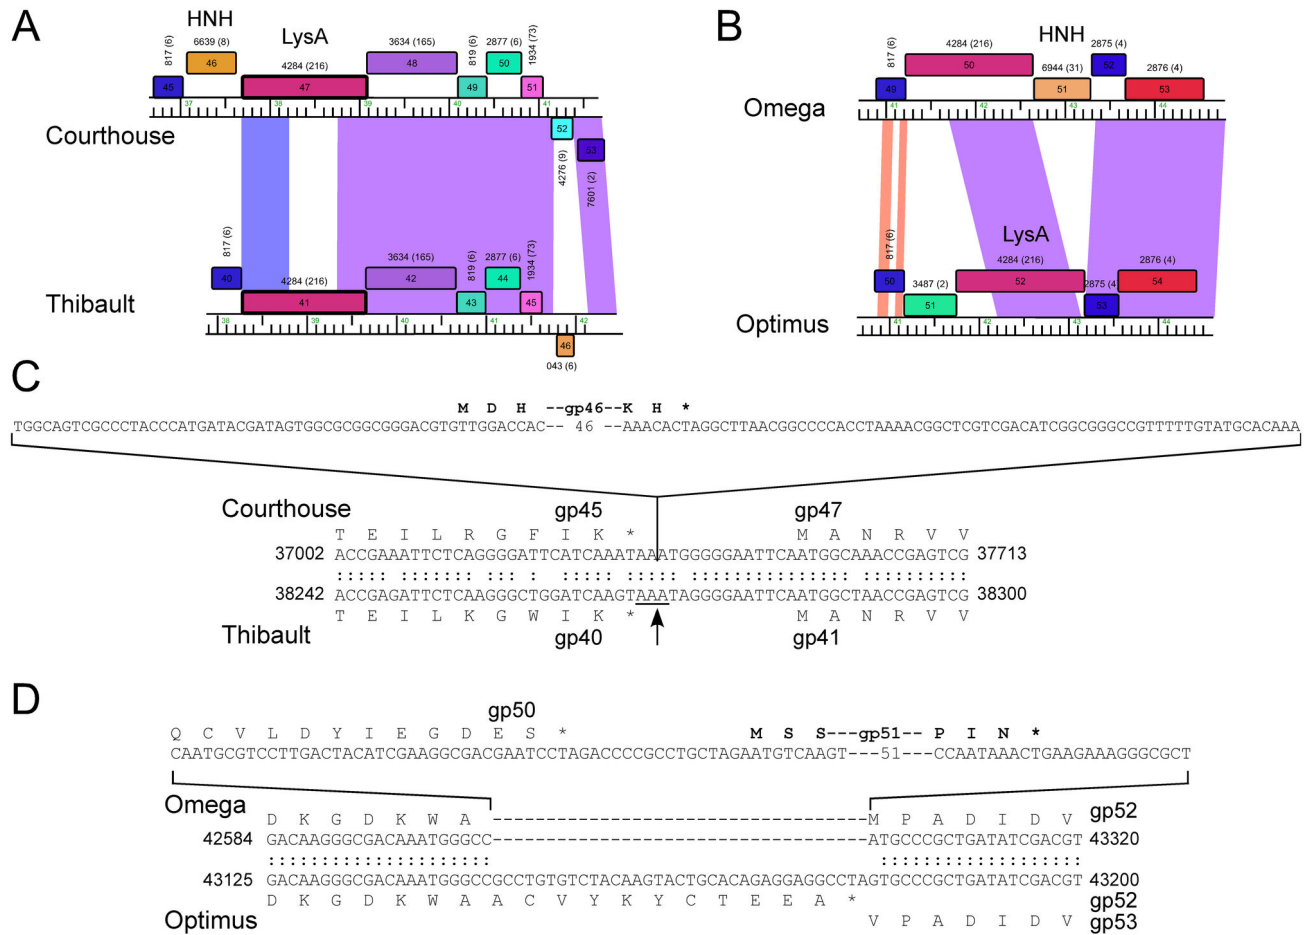 A
HNH
LysA
817 (6)
6639 (8)
4284 (216)
3634 (165)
819 (6)
2877 (6)
1934 (73)
45
46
47
48
49
50
51
37
38
39
40
41
Courthouse
52
53
4276 (9)
7601 (2)
817 (6)
4284 (216)
3634 (165)
819 (6)
2877 (6)
1934 (73)
40
41
42
43
44
45
Thibault
38
39
40
41
42
46
043 (6)
B
HNH
817 (6)
4284 (216)
6944 (31)
2875 (4)
2876 (4)
49
50
51
52
53
Omega
41
42
43
44
LysA
817 (6)
3487 (2)
4284 (216)
2875 (4
2876 (4)
50
51
52
53
54
Optimus
41
42
43
44
C
M D H --gp46--K H *
TGGCAGTCGCCCTACCCATGATACGATAGTGGCGCGGCGGGACGTGTTGGACCAC-- 46 --AAACACTAGGCTTAACGGCCCCACCTAAAACGGCTCGTCGACATCGGCGGGCCGTTTTTGTATGCACAAA
Courthouse gp45 gp47
T E I L R G F I K * M A N R V V
37002 ACCGAAATTCTCAGGGGATTCATCAAATAAATGGGGGAATTCAATGGCAAACCGAGTCG 37713
38242 ACCGAGATTCTCAAGGGCTGGATCAAGTAAATAGGGGAATTCAATGGCTAACCGAGTCG 38300
T E I L K G W I K * M A N R V V
Thibault gp40 gp41
D
gp50
Q C V L D Y I E G D E S * M S S---gp51-- P I N *
CAATGCGTCCTTGACTACATCGAAGGCGACGAATCCTAGACCCCGCCTGCTAGAATGTCAAGT--51-- CCAATAAACTGAAGAAAGGGCGCT
Omega
D K G D K W A -----------------------M P A D I D V gp52
42584 GACAAGGGCGACAAATGGGCC-----------------------ATGCCCGCTGATATCGACGT 43320
43125 GACAAGGGCGACAAATGGGCCGCCTGTGTCTACAAGTACTGCACAGAGGAGGCCTAGTGCCCGCTGATATCGACGT 43200
D K G D K W A A C V Y K Y C T E E A * gp52
Optimus V P A D I D V gp53